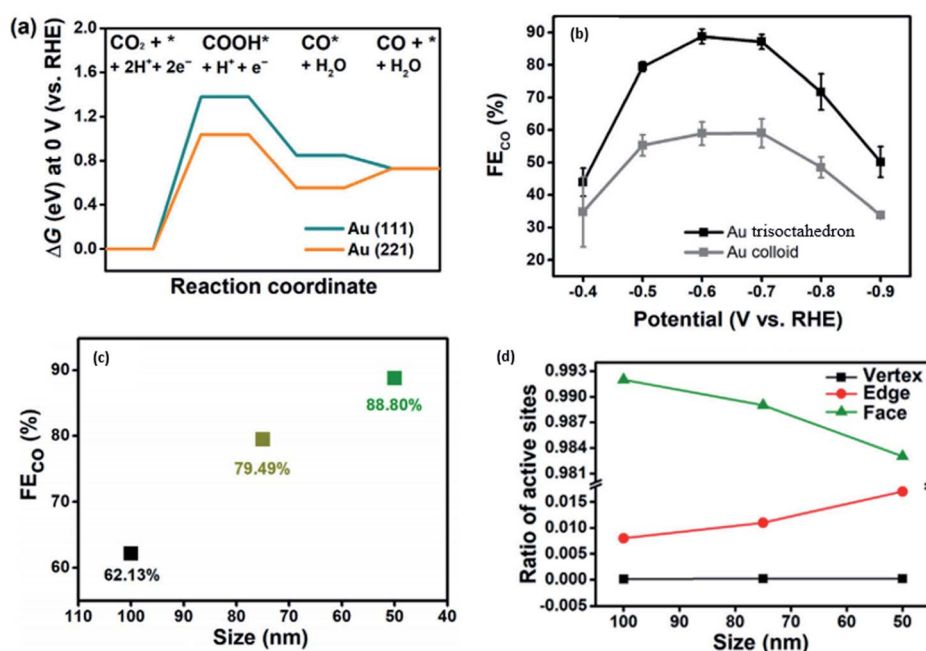 (a)
ΔG (eV) at 0 V (vs. RHE)
2.0
1.6
1.2
0.8
0.4
0.0
CO₂ + * COOH* CO* CO + *
+ 2H⁺+ 2e⁻ + H⁺ + e⁻ + H₂O + H₂O
Au (111)
Au (221)
Reaction coordinate
(b)
FE_CO (%)
90
80
70
60
50
40
30
20
Au trisoctahedron
Au colloid
-0.4 -0.5 -0.6 -0.7 -0.8 -0.9
Potential (V vs. RHE)
(c)
FE_CO (%)
90
80
70
60
88.80%
79.49%
62.13%
110 100 90 80 70 60 50 40
Size (nm)
(d)
Ratio of active sites
0.993
0.990
0.987
0.984
0.981
0.015
0.010
0.005
0.000
-0.005
Vertex
Edge
Face
100 90 80 70 60 50
Size (nm)